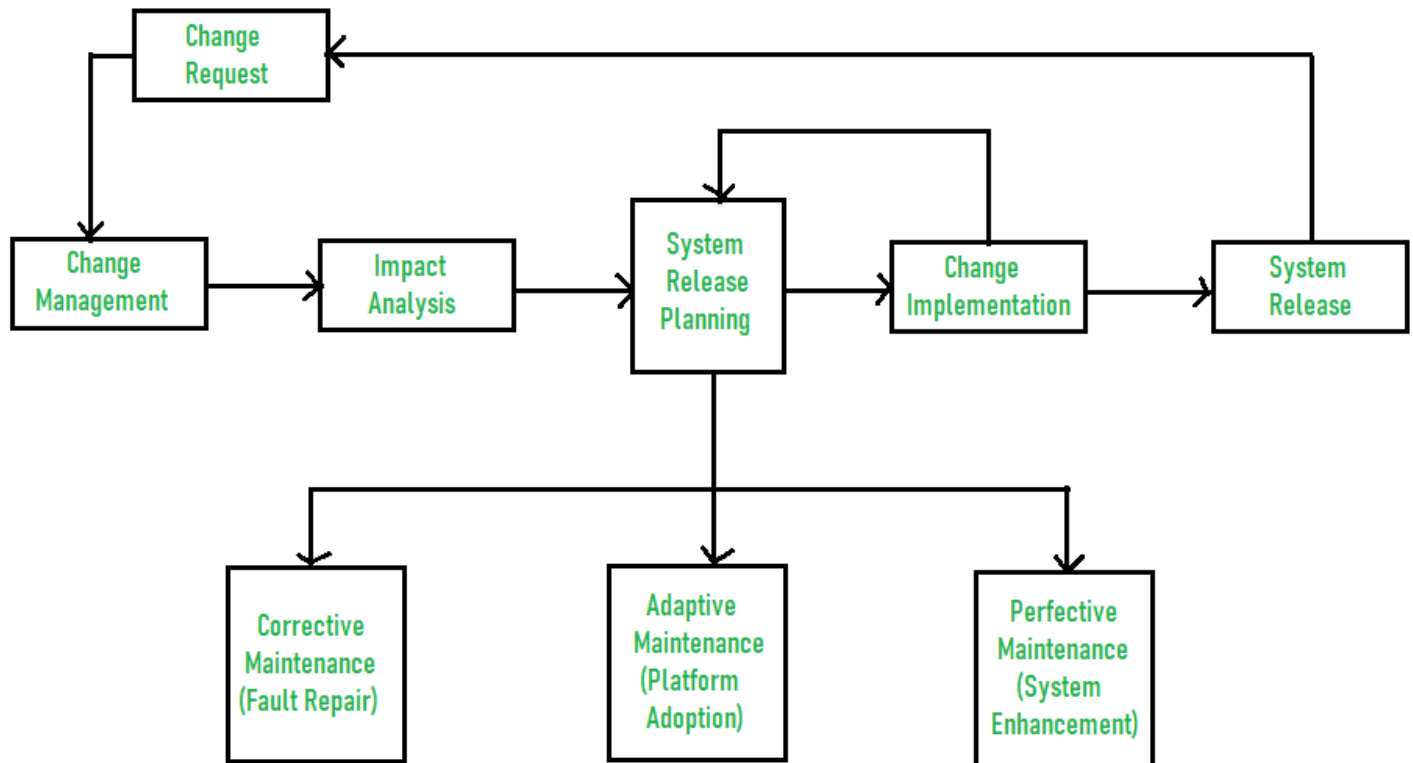 Change
Request
Change
Management
Impact
Analysis
System
Release
Planning
Change
Implementation
System
Release
Corrective
Maintenance
(Fault Repair)
Adaptive
Maintenance
(Platform
Adoption)
Perfective
Maintenance
(System
Enhancement)